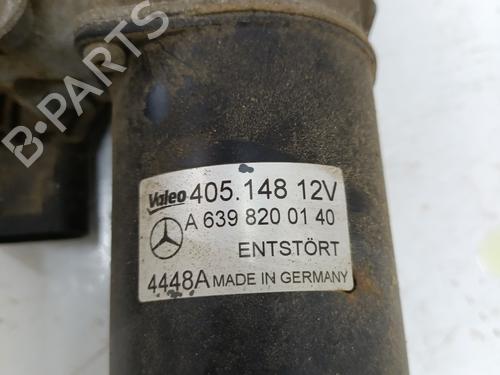 Valeo 405.148 12V
A 639 820 01 40
ENTSTÖRT
4448A MADE IN GERMANY
B-PARTS